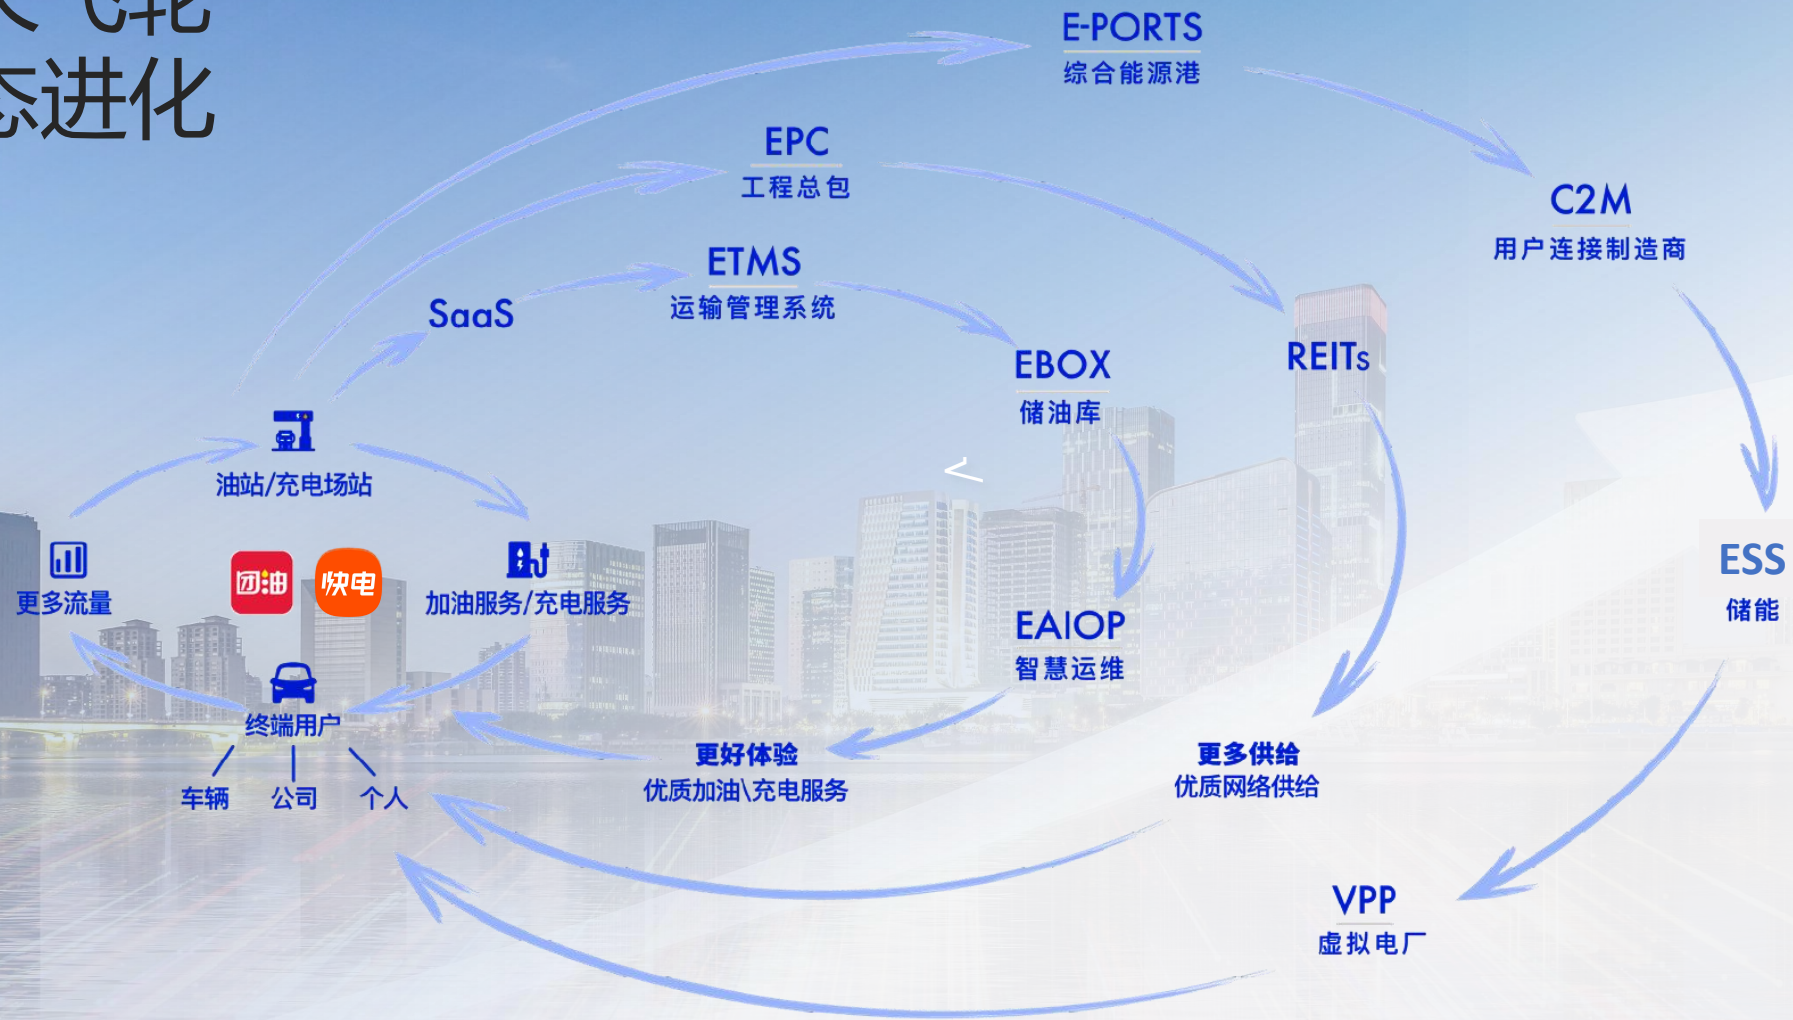 飞轮
态进化
E-PORTS
综合能源港
EPC
工程总包
C2M
用户连接制造商
ETMS
运输管理系统
SaaS
EBOX
储油库
REITs
油站/充电场站
更多流量
团油
快电
加油服务/充电服务
ESS
储能
EAIOP
智慧运维
终端用户
车辆
公司
个人
更好体验
优质加油\充电服务
更多供给
优质网络供给
VPP
虚拟电厂